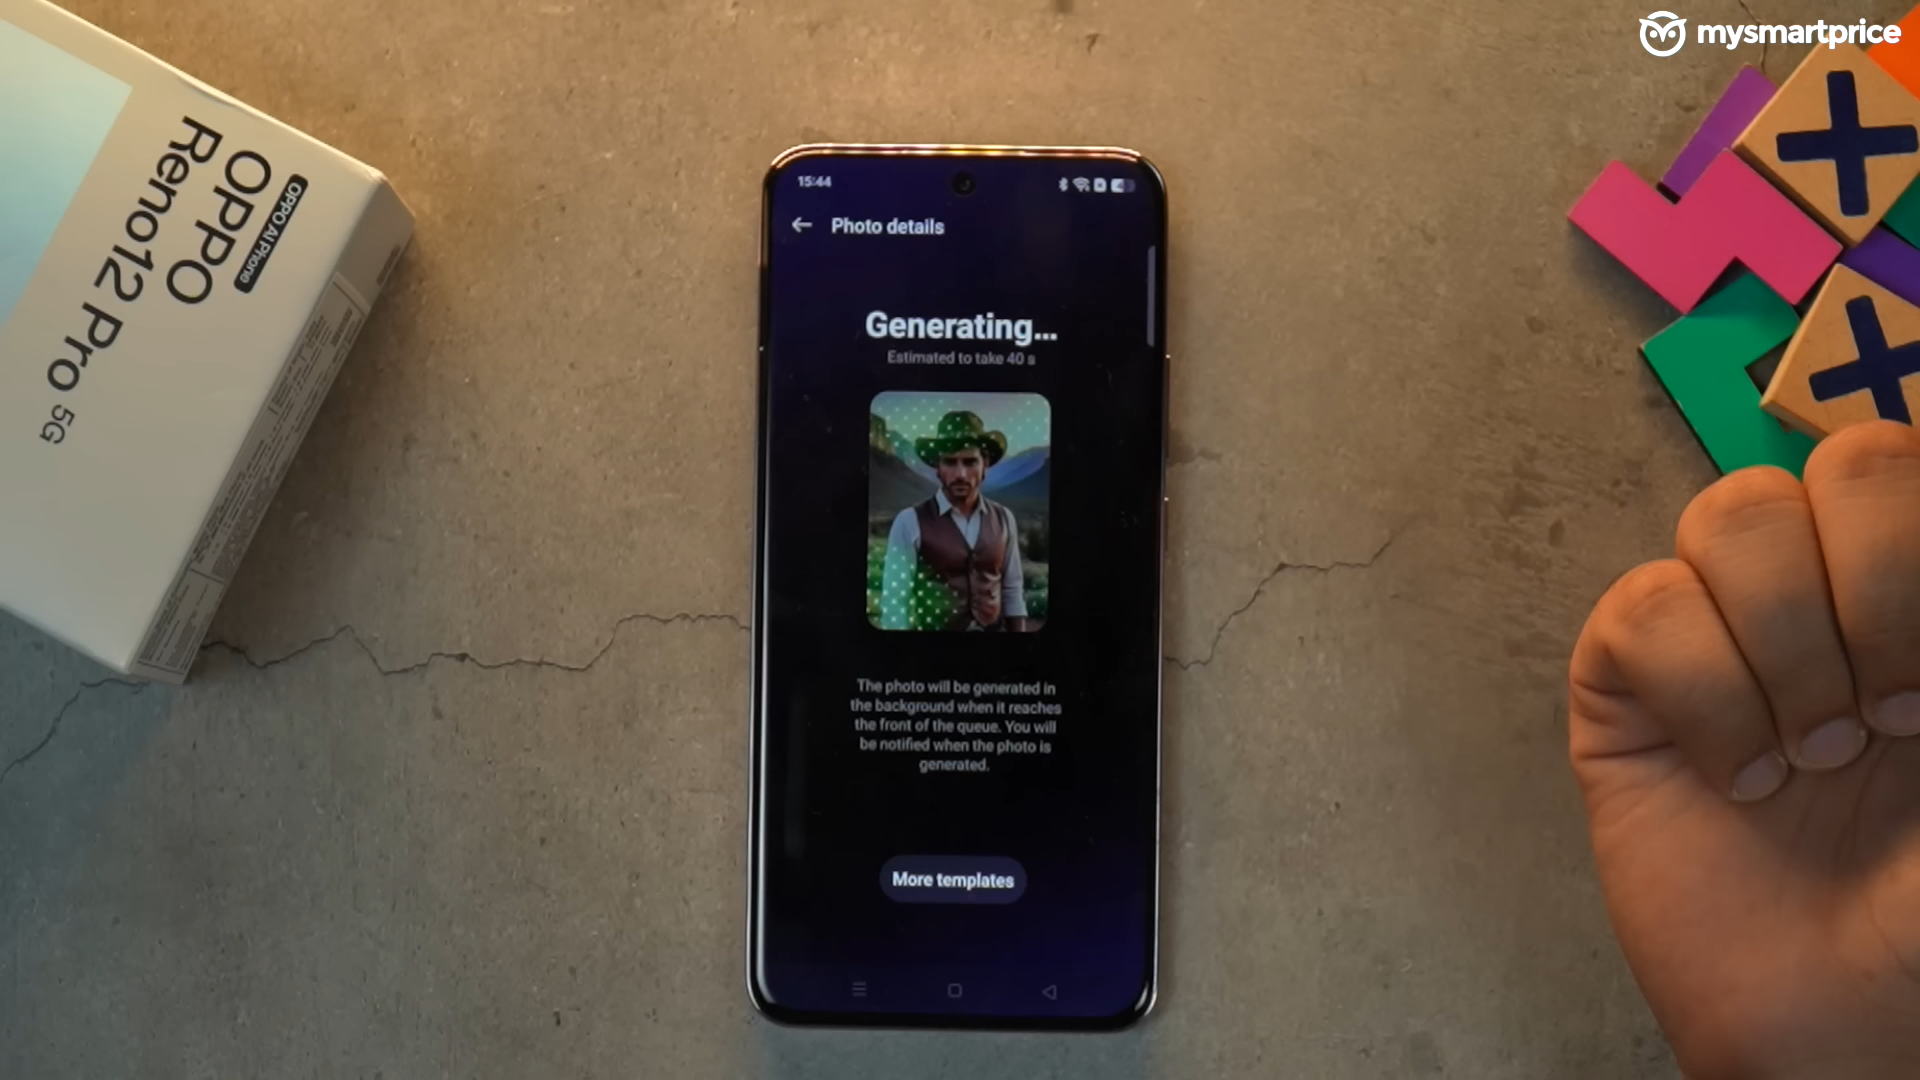 mysmartprice
OPPO AI Phone
OPPO
Reno12 Pro 5G
15:44
Photo details
Generating...
Estimated to take 40 s
The photo will be generated in
the background when it reaches
the front of the queue. You will
be notified when the photo is
generated.
More templates